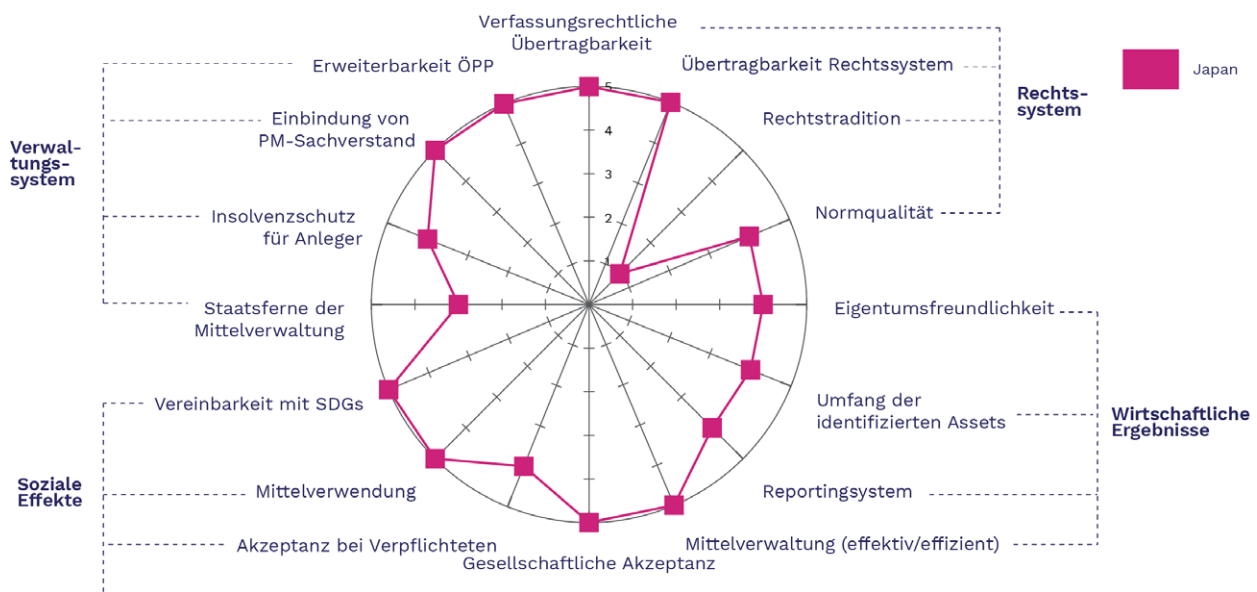 Verfassungsrechtliche
Übertragbarkeit
Erweiterbarkeit ÖPP
Übertragbarkeit Rechtssystem
Japan
Rechts-
system
Einbindung von
PM-Sachverstand
Rechtstradition
Verwal-
tungs-
system
5
4
3
2
1
Insolvenzschutz
für Anleger
Normqualität
Staatsferne der
Mittelverwaltung
Eigentumsfreundlichkeit
Vereinbarkeit mit SDGs
Umfang der
identifizierten Assets
Wirtschaftliche
Ergebnisse
Soziale
Effekte
Mittelverwendung
Reportingsystem
Akzeptanz bei Verpflichteten
Mittelverwaltung (effektiv/effizient)
Gesellschaftliche Akzeptanz